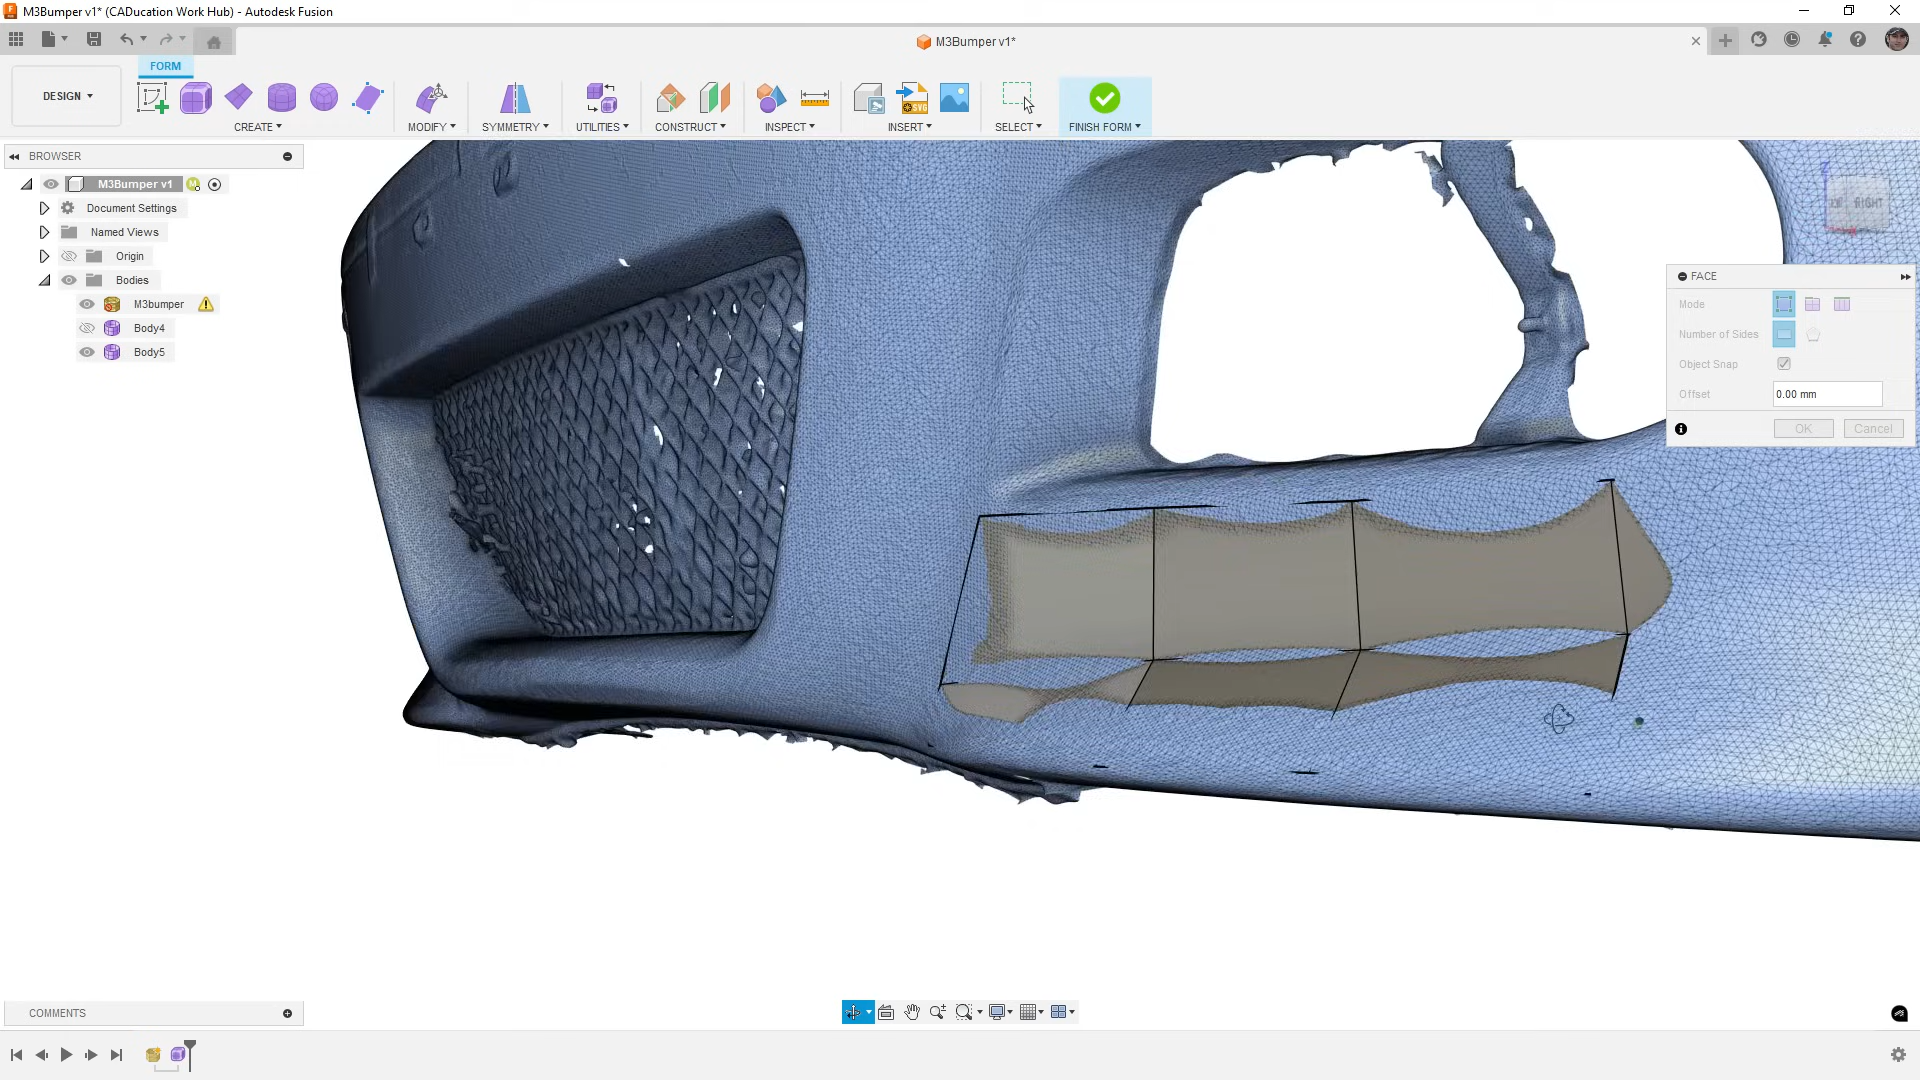 M3Bumper v1* (CADucation Work Hub) - Autodesk Fusion
M3Bumper v1*
DESIGN
FORM
CREATE
MODIFY
SYMMETRY
UTILITIES
CONSTRUCT
INSPECT
INSERT
SELECT
FINISH FORM
BROWSER
M3Bumper v1
Document Settings
Named Views
Origin
Bodies
M3bumper
Body4
Body5
RIGHT
FACE
Mode
Number of Sides
Object Snap
Offset
0.00 mm
OK
Cancel
COMMENTS